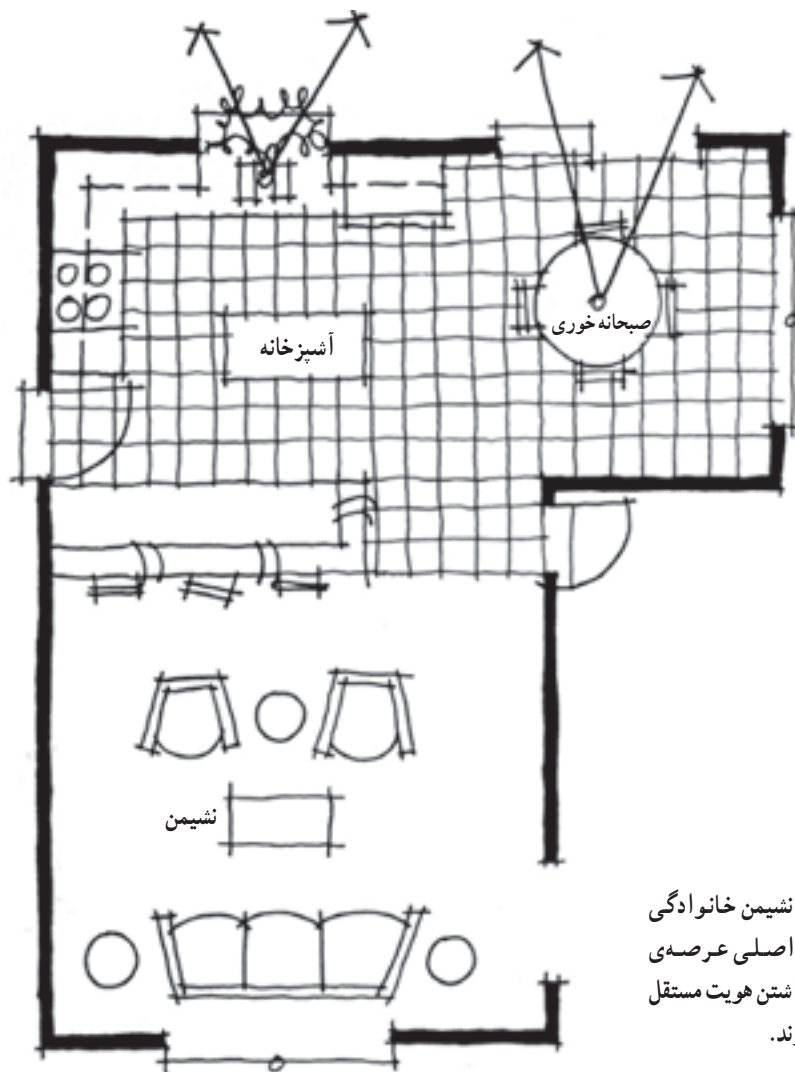 صبحانه‌خوری
آشپزخانه
نشیمن
نشیمن خانوادگی
اصلی عرصه‌ی
شتن هویت مستقل
ند.